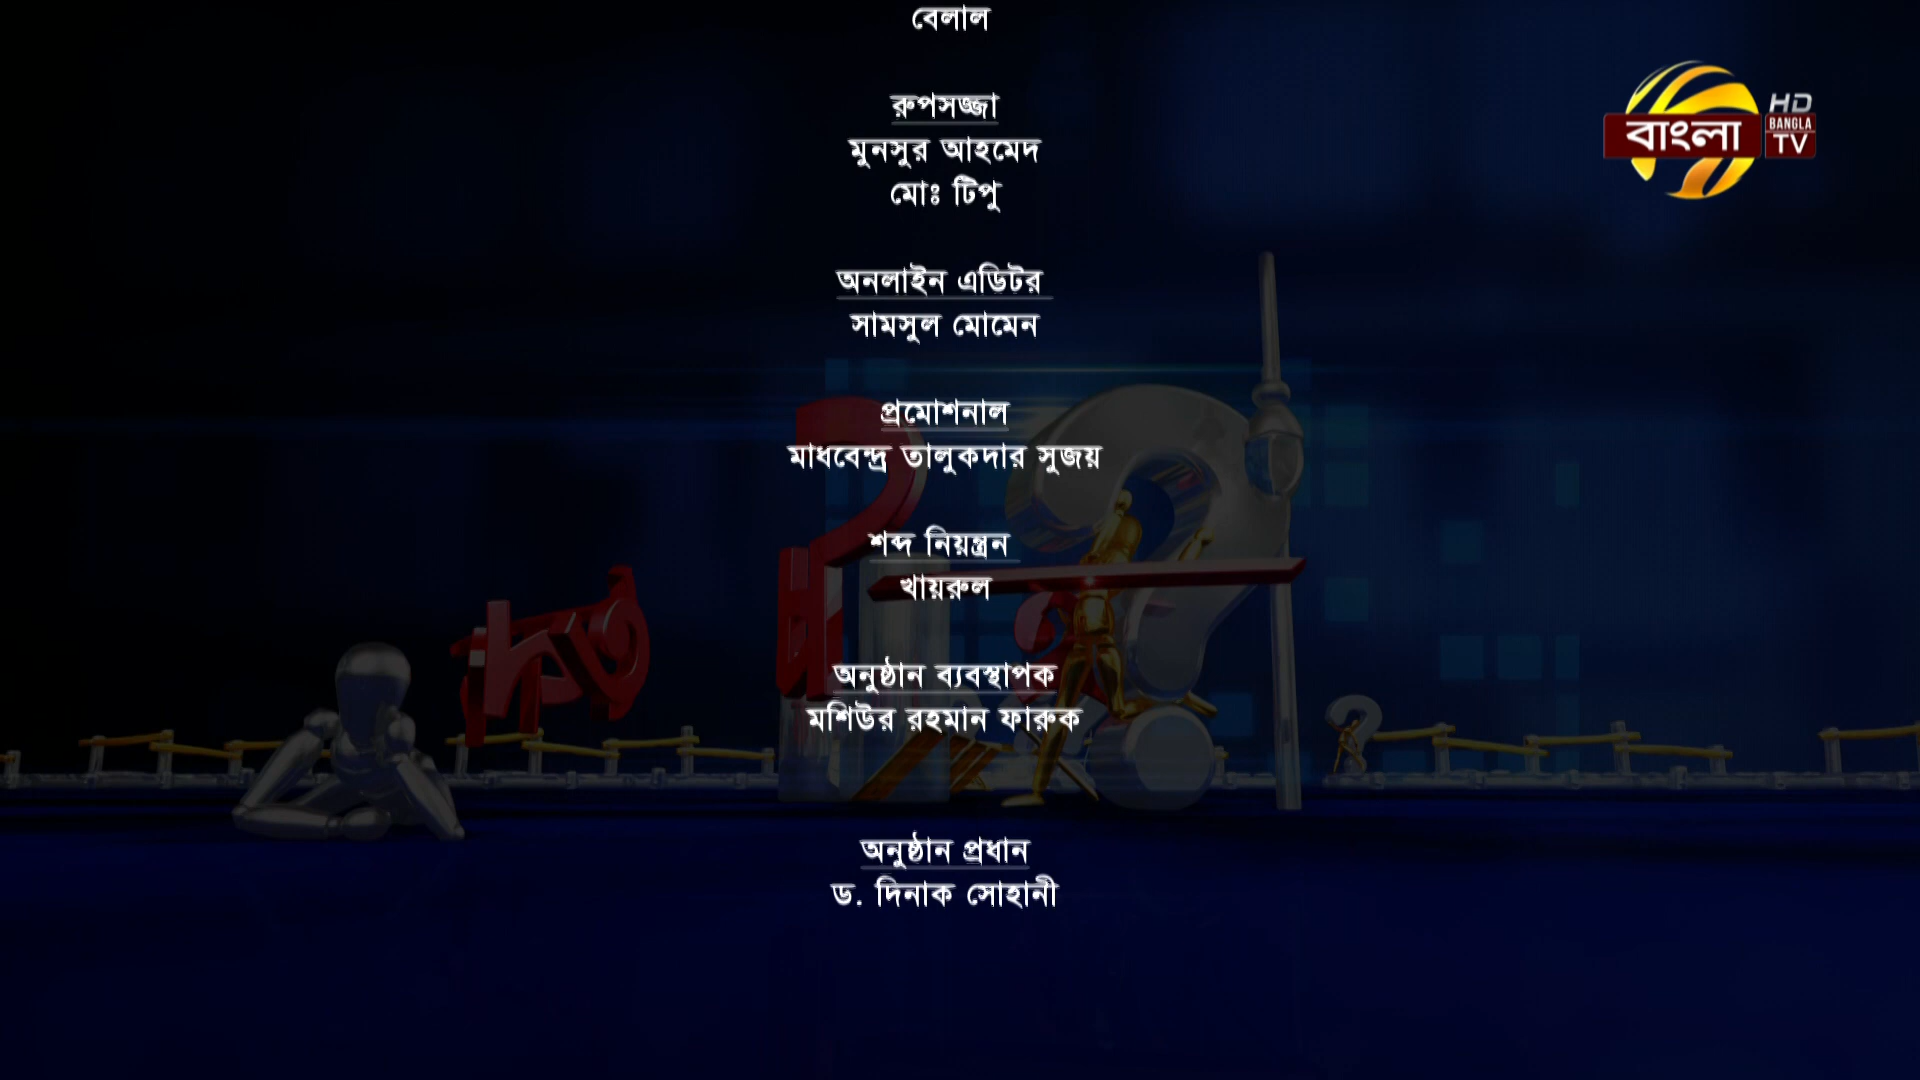 বেলাল
রুপসজ্জা
মুনসুর আহমেদ
মোঃ টিপু
অনলাইন এডিটর
সামসুল মোমেন
প্রমোশনাল
মাধবেন্দ্র তালুকদার সুজয়
শব্দ নিয়ন্ত্রন
খায়রুল
অনুষ্ঠান ব্যবস্থাপক
মশিউর রহমান ফারুক
অনুষ্ঠান প্রধান
ড. দিনাক সোহানী
বাংলা
HD
BANGLA
TV